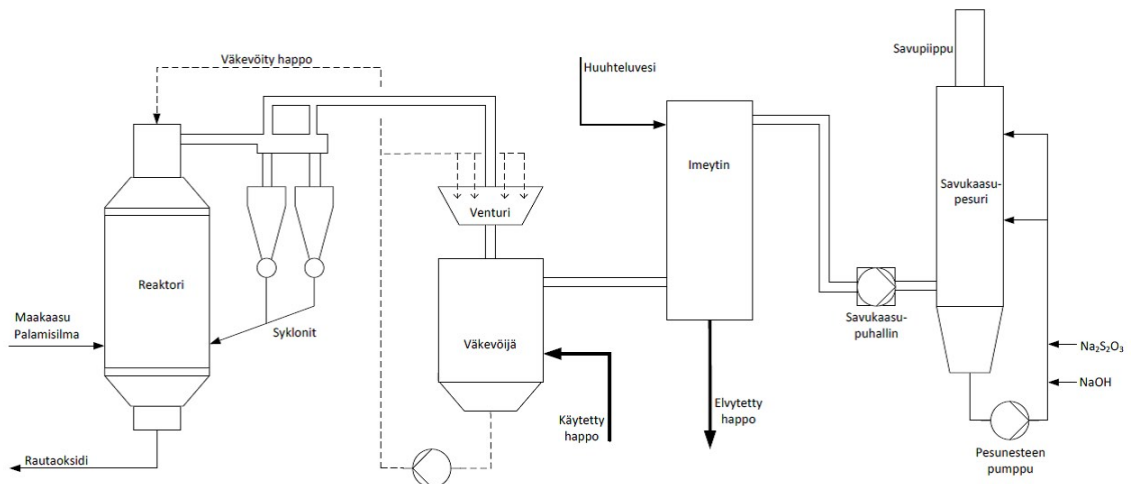 Väkevöity happo
Huuhteluvesi
Savupiippu
Imeytin
Savukaasu-
pesuri
Venturi
Reaktori
Maakaasu
Palamisilma
Syklonit
Väkevöijä
Savukaasu-
puhallin
Na₂S₂O₃
NaOH
Käytetty
happo
Elvytetty
happo
Rautaoksidi
Pesunesteen
pumppu